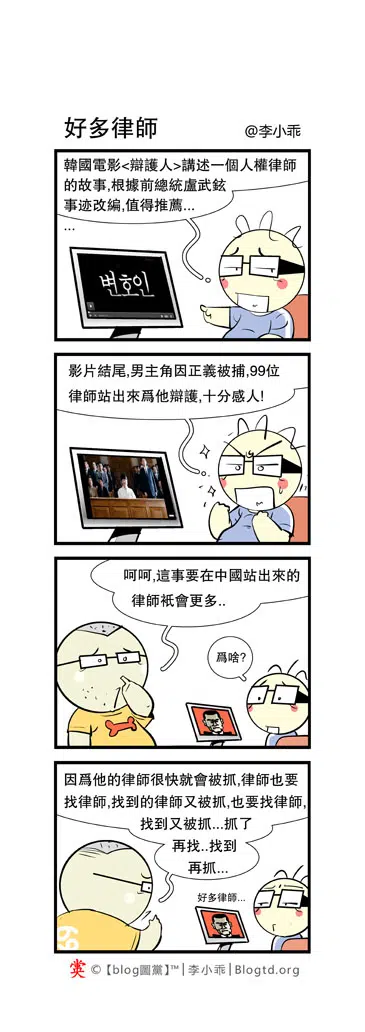 好多律師
@李小乖
韓國電影<辯護人>講述一個人權律師
的故事,根據前總統盧武鉉
事迹改編,值得推薦...
...
변호인
影片結尾,男主角因正義被捕,99位
律師站出來爲他辯護,十分感人!
呵呵,這事要在中國站出來的
律師衹會更多..
爲啥?
因爲他的律師很快就會被抓,律師也要
找律師,找到的律師又被抓,也要找律師,
找到又被抓...抓了
再找..找到
再抓...
好多律師...
69
©【blog圖黨】™|李小乖|Blogtd.org